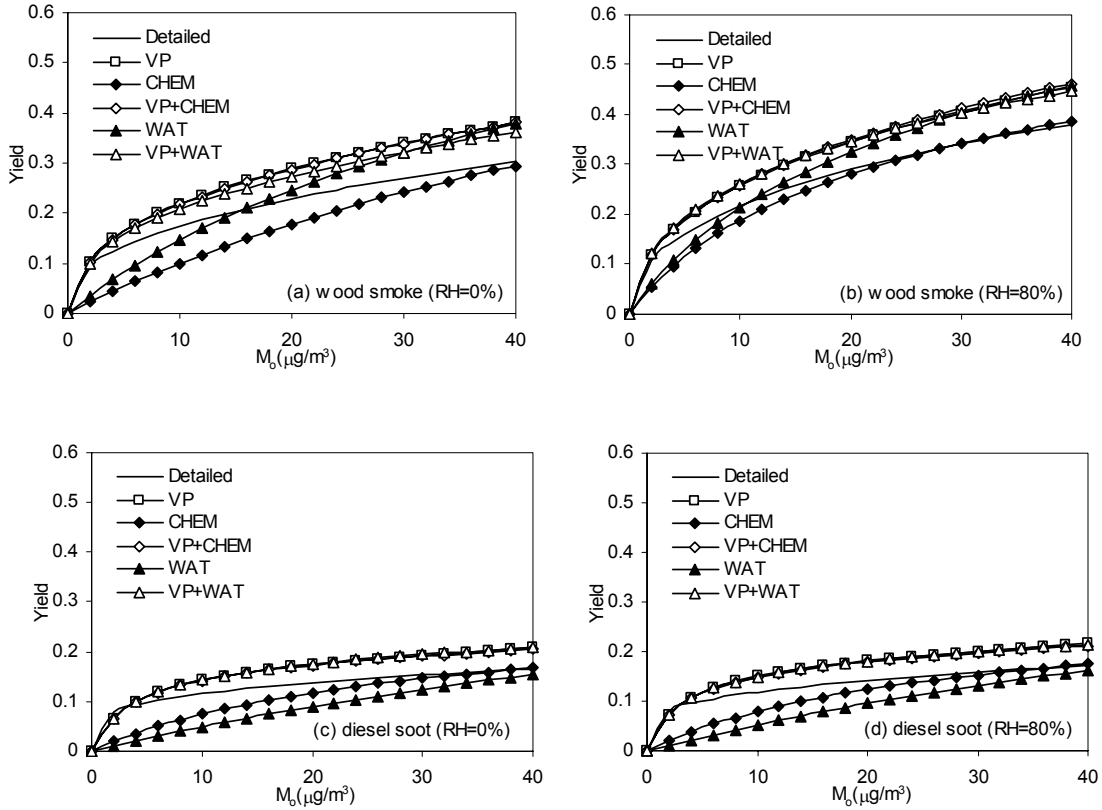 0.6
0.5
0.4
0.3
0.2
0.1
0
Yield
Detailed
VP
CHEM
VP+CHEM
WAT
VP+WAT
(a) wood smoke (RH=0%)
0 10 20 30 40
Mo(μg/m³)
0.6
0.5
0.4
0.3
0.2
0.1
0
Yield
Detailed
VP
CHEM
VP+CHEM
WAT
VP+WAT
(b) wood smoke (RH=80%)
0 10 20 30 40
Mo(μg/m³)
0.6
0.5
0.4
0.3
0.2
0.1
0
Yield
Detailed
VP
CHEM
VP+CHEM
WAT
VP+WAT
(c) diesel soot (RH=0%)
0 10 20 30 40
Mo(μg/m³)
0.6
0.5
0.4
0.3
0.2
0.1
0
Yield
Detailed
VP
CHEM
VP+CHEM
WAT
VP+WAT
(d) diesel soot (RH=80%)
0 10 20 30 40
Mo(μg/m³)